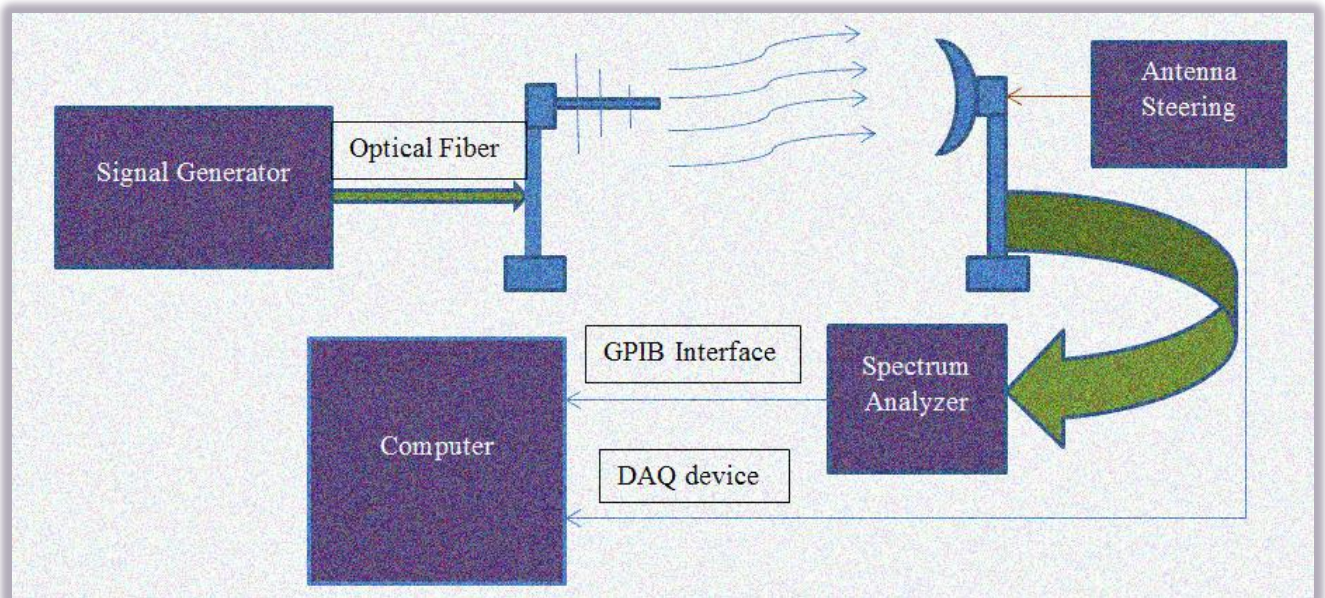 Antenna
Steering
Signal Generator
Optical Fiber
GPIB Interface
Spectrum
Analyzer
Computer
DAQ device